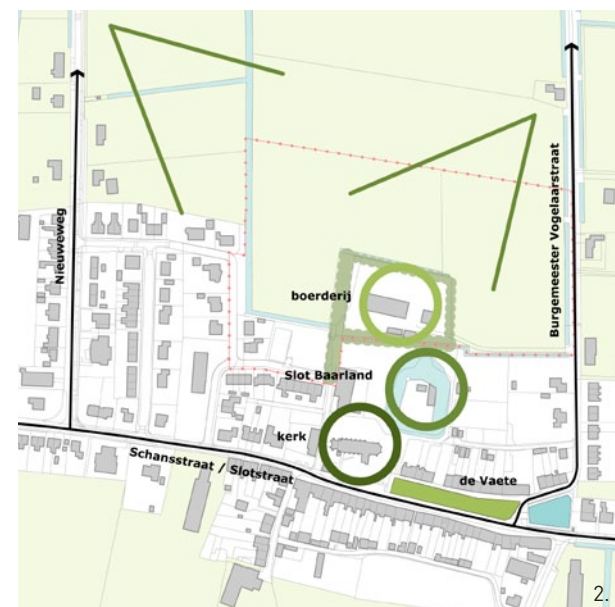 Nieuweweg
Burgemeester Vogelaarstraat
boerderij
Slot Baarland
kerk
Schansstraat / Slotstraat
de Vaete
2.